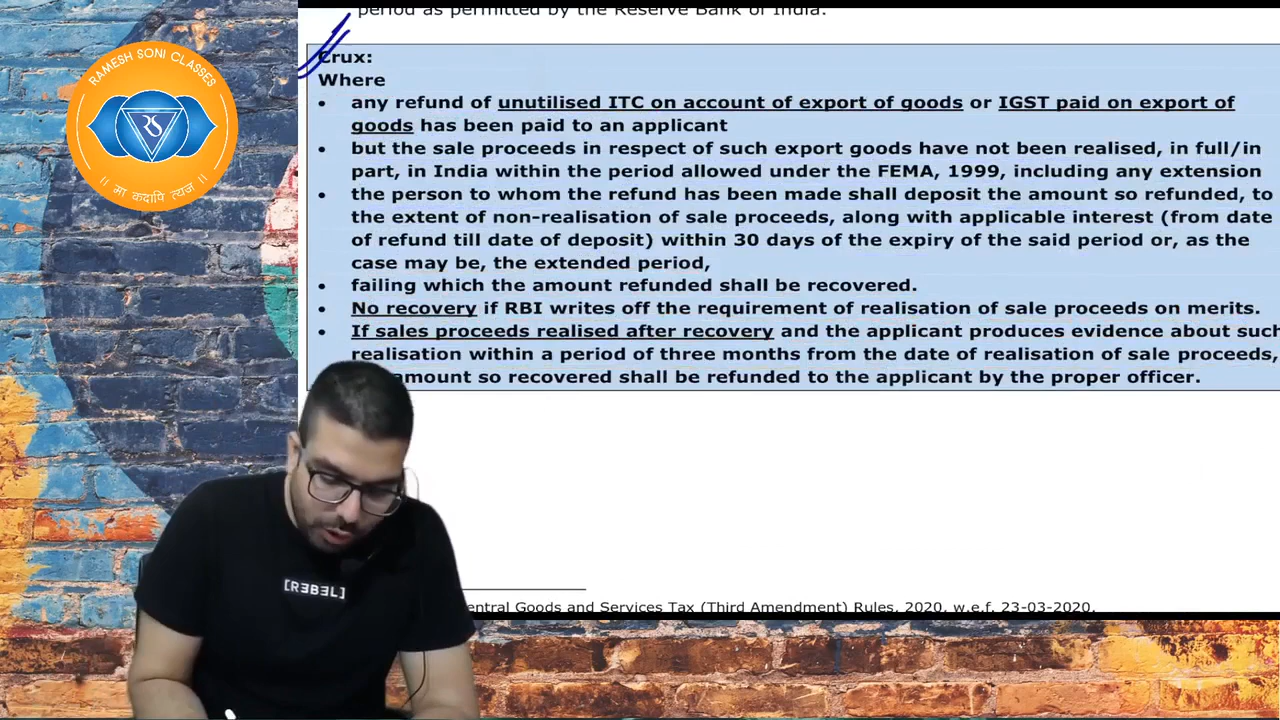 period as permitted by the Reserve Bank of India.
Crux:
Where
• any refund of unutilised ITC on account of export of goods or IGST paid on export of
goods has been paid to an applicant
• but the sale proceeds in respect of such export goods have not been realised, in full/in
part, in India within the period allowed under the FEMA, 1999, including any extension
• the person to whom the refund has been made shall deposit the amount so refunded, to
the extent of non-realisation of sale proceeds, along with applicable interest (from date
of refund till date of deposit) within 30 days of the expiry of the said period or, as the
case may be, the extended period,
• failing which the amount refunded shall be recovered.
• No recovery if RBI writes off the requirement of realisation of sale proceeds on merits.
• If sales proceeds realised after recovery and the applicant produces evidence about such
realisation within a period of three months from the date of realisation of sale proceeds,
amount so recovered shall be refunded to the applicant by the proper officer.
Goods and Services Tax (Third Amendment) Rules, 2020, w.e.f. 23-03-2020.
RAMESH SONI CLASSES
RS
॥ मा कदापि त्यज ॥
[REBEL]